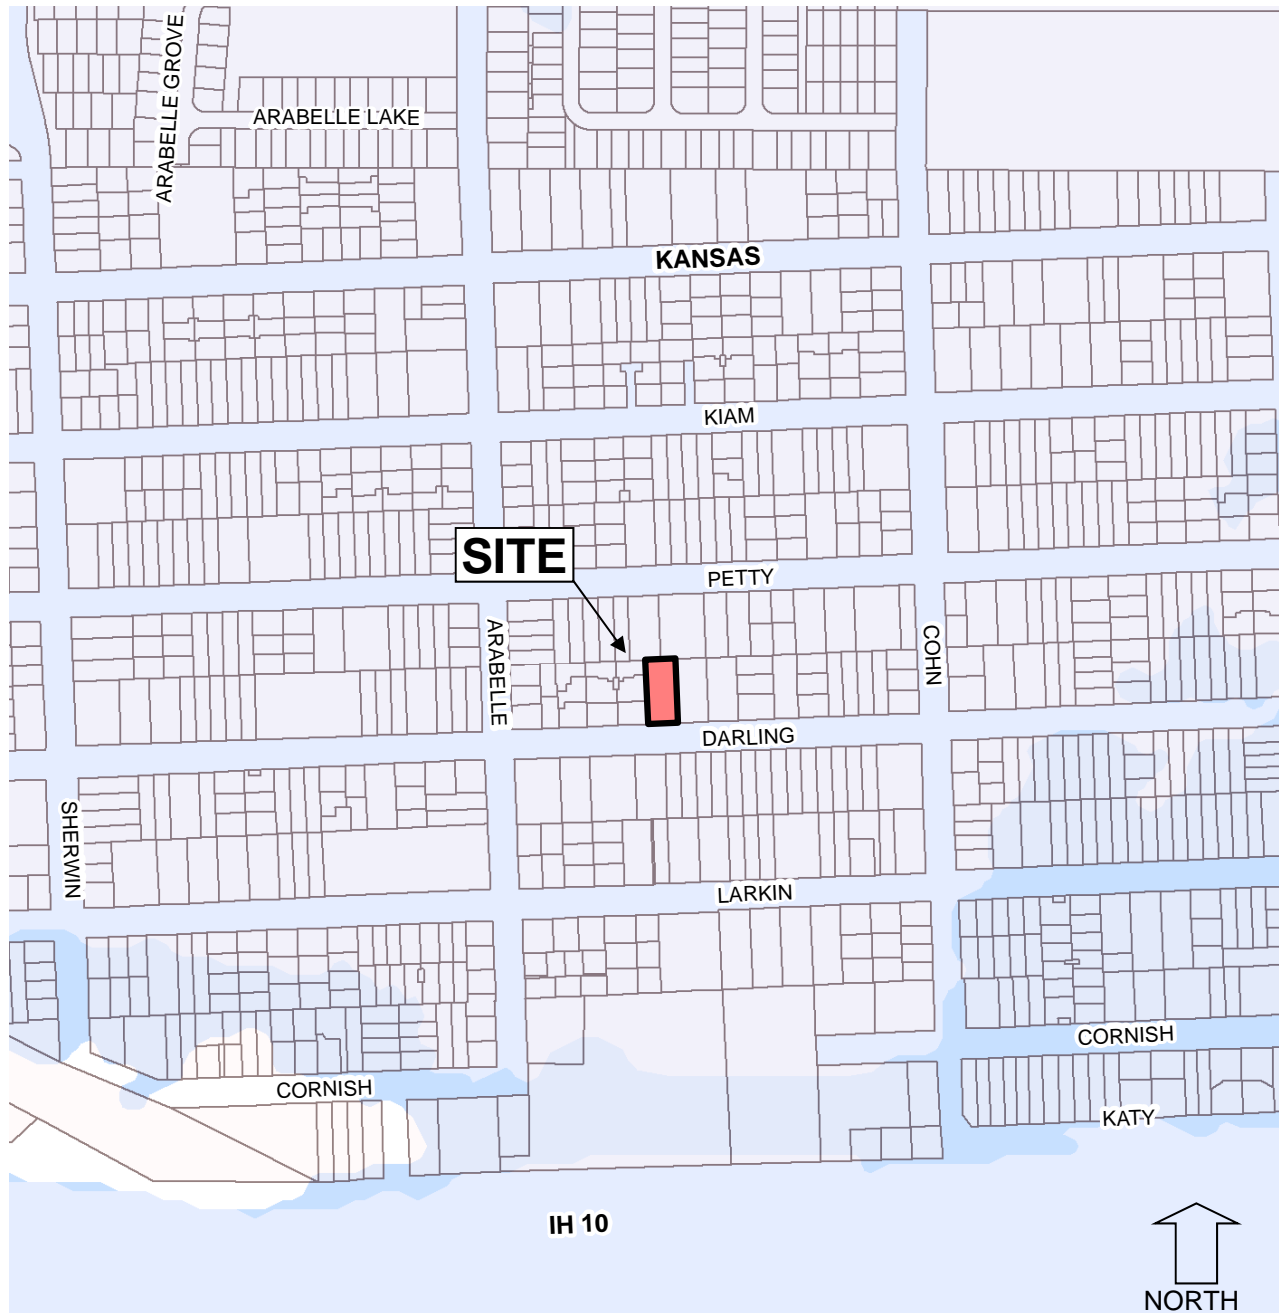 ARABELLE GROVE
ARABELLE LAKE
KANSAS
KIAM
SITE
PETTY
ARABELLE
COHN
DARLING
SHERWIN
LARKIN
CORNISH
CORNISH
KATY
IH 10
NORTH